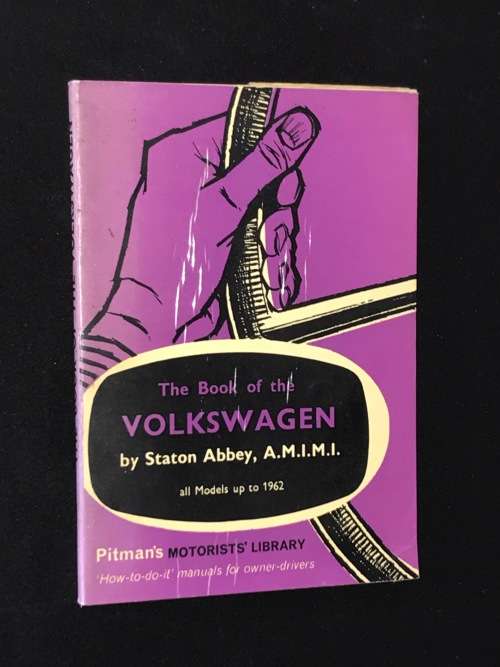 The Book of the
VOLKSWAGEN
by Staton Abbey, A.M.I.M.I.
all Models up to 1962
Pitman's MOTORISTS' LIBRARY
'How-to-do-it' manuals for owner-drivers